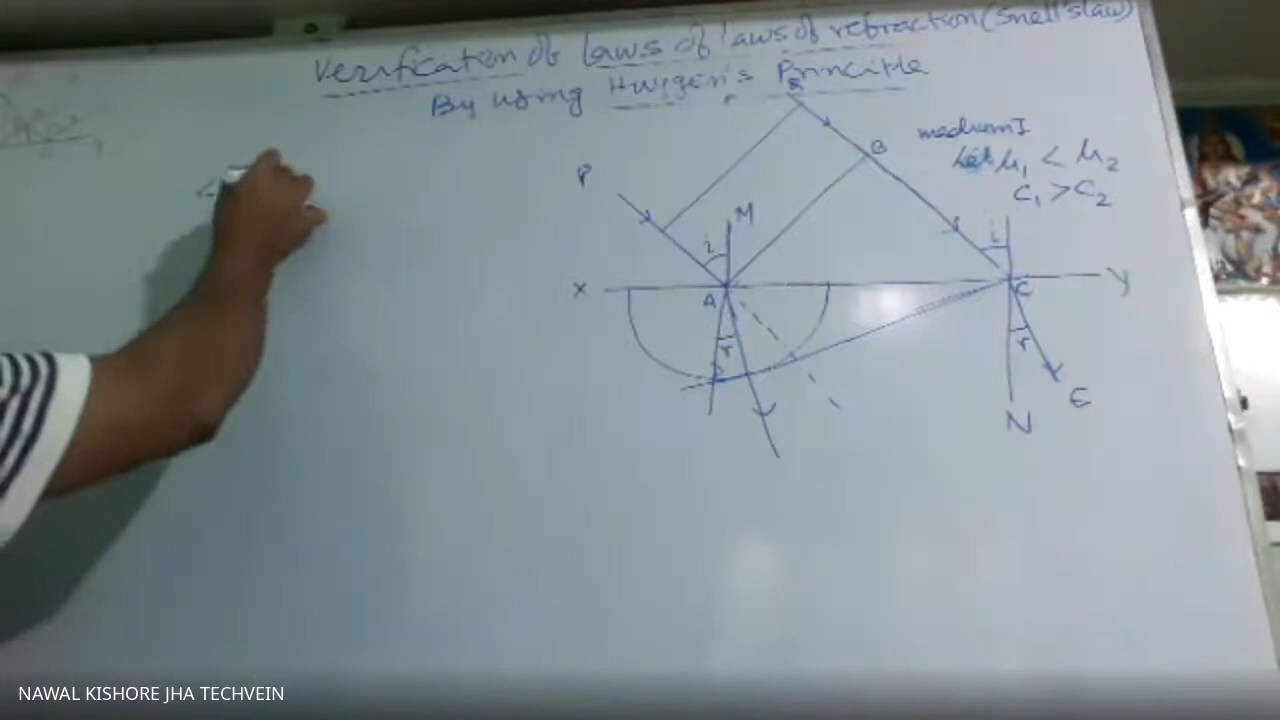 Verification of Laws of laws of refraction (Snell's law)
By using Huygen's Principle
medium I
let μ₁ < μ₂
C₁ > C₂
P
B
M
i
i
X
A
C
Y
r
r
D
E
N
<
NAWAL KISHORE JHA TECHVEIN